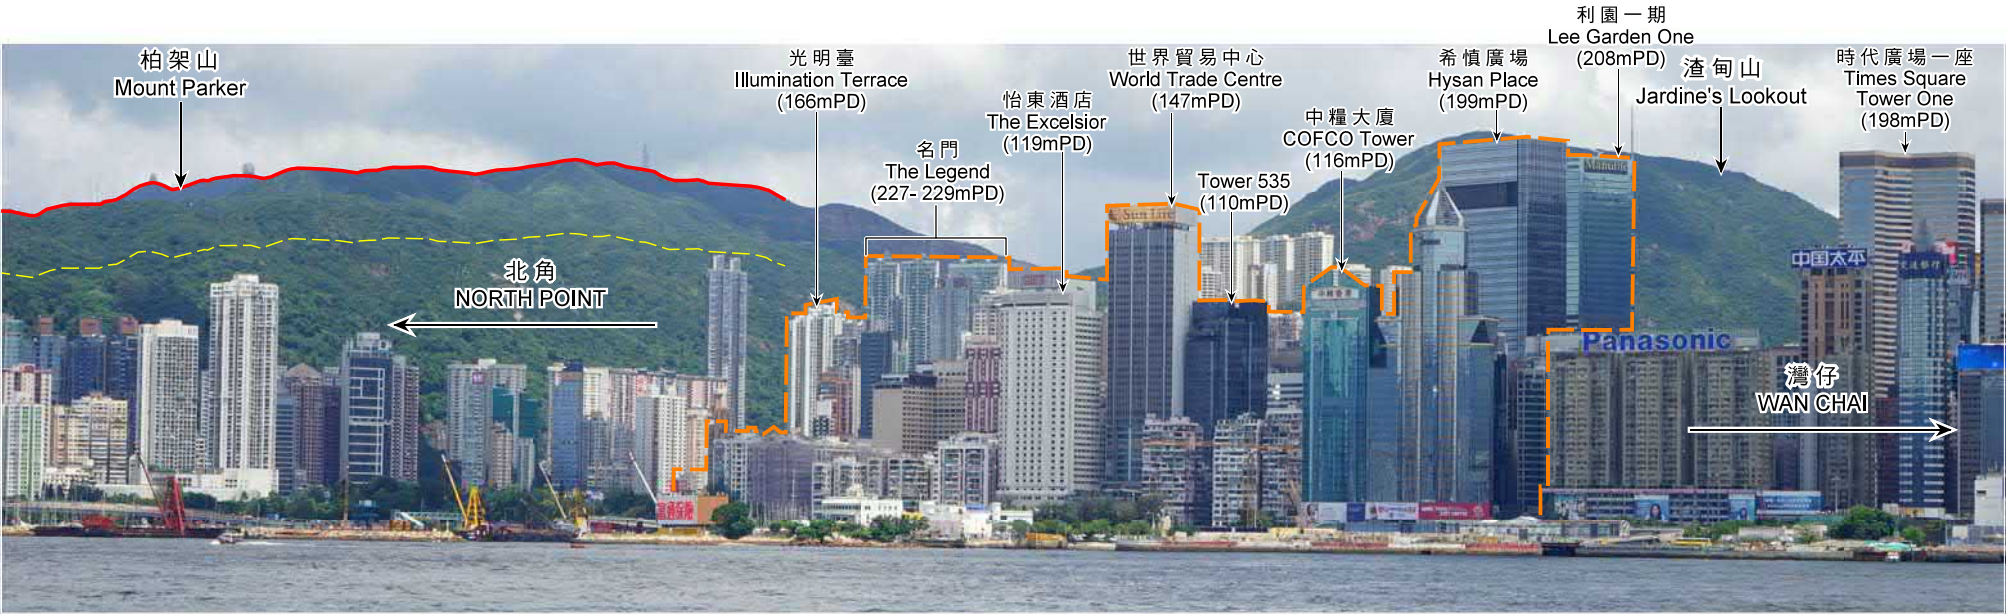 柏架山
Mount Parker
北角
NORTH POINT
光明臺
Illumination Terrace
(166mPD)
名門
The Legend
(227- 229mPD)
怡東酒店
The Excelsior
(119mPD)
世界貿易中心
World Trade Centre
(147mPD)
Sun Life
Tower 535
(110mPD)
中糧大廈
COFCO Tower
(116mPD)
希慎廣場
Hysan Place
(199mPD)
利園一期
Lee Garden One
(208mPD)
Manulife
渣甸山
Jardine's Lookout
時代廣場一座
Times Square
Tower One
(198mPD)
中国太平
Panasonic
灣仔
WAN CHAI